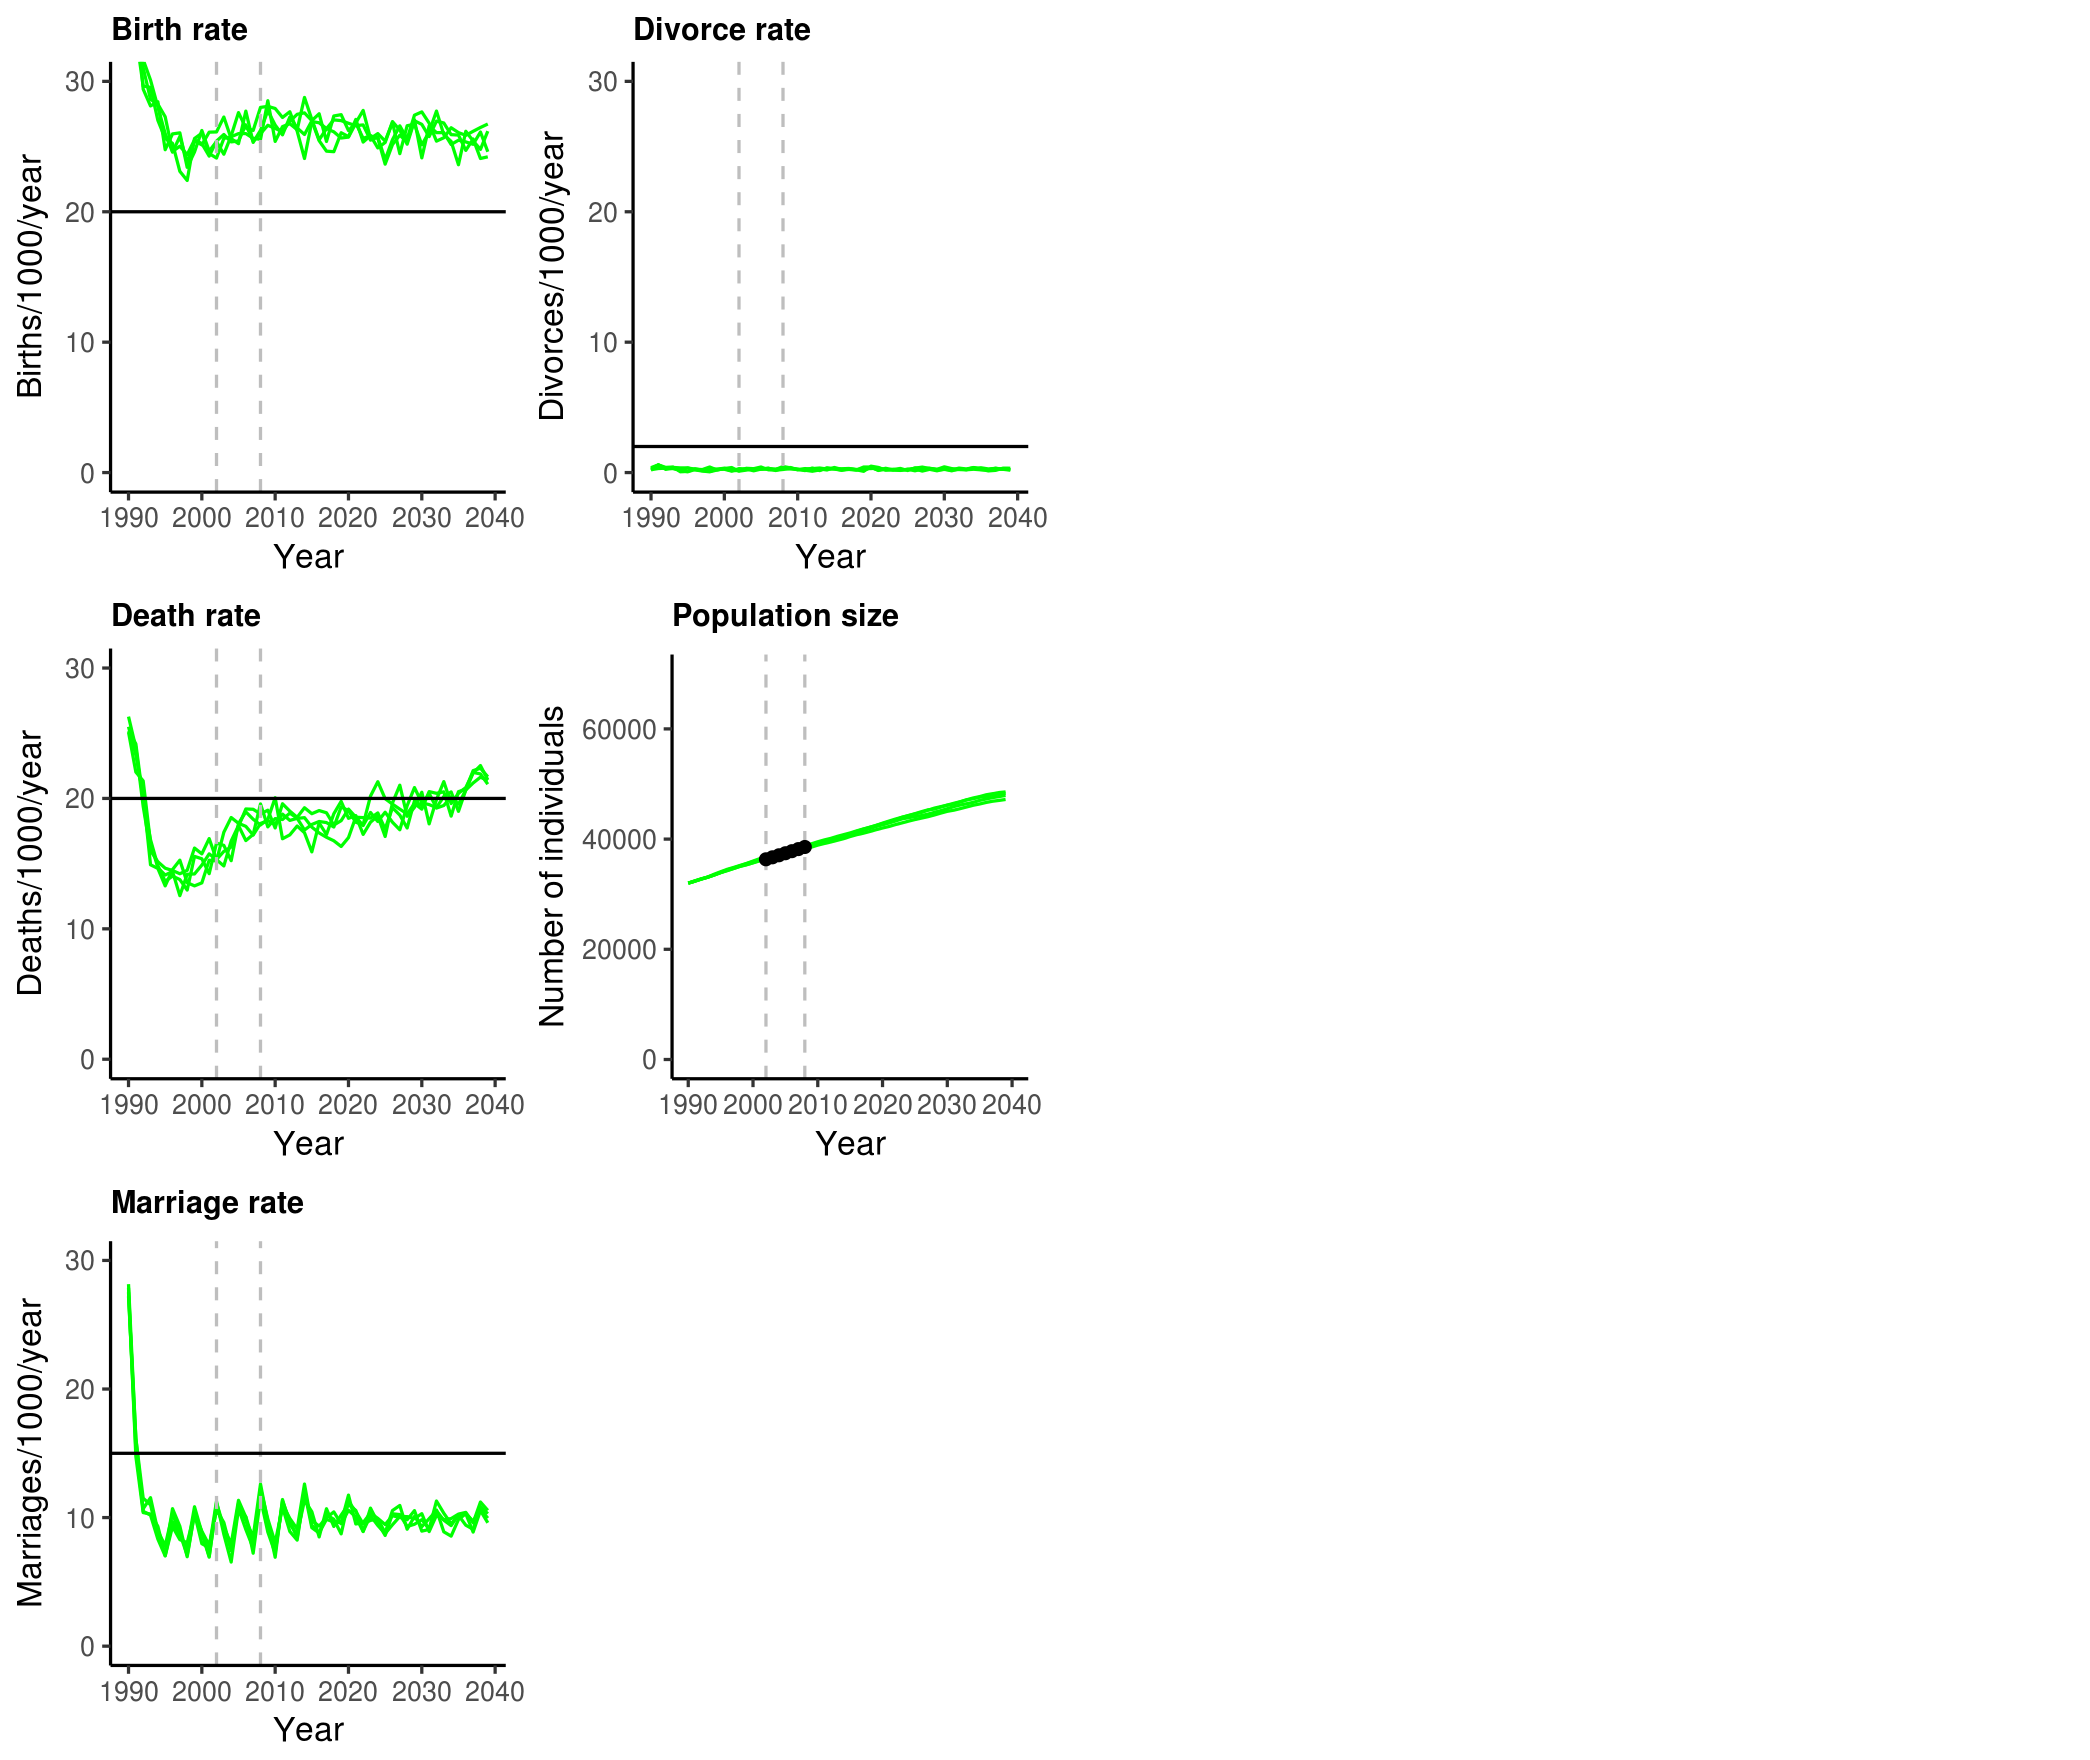 Birth rate
Births/1000/year
30
20
10
0
1990 2000 2010 2020 2030 2040
Year
Divorce rate
Divorces/1000/year
30
20
10
0
1990 2000 2010 2020 2030 2040
Year
Death rate
Deaths/1000/year
30
20
10
0
1990 2000 2010 2020 2030 2040
Year
Population size
Number of individuals
60000
40000
20000
0
1990 2000 2010 2020 2030 2040
Year
Marriage rate
Marriages/1000/year
30
20
10
0
1990 2000 2010 2020 2030 2040
Year